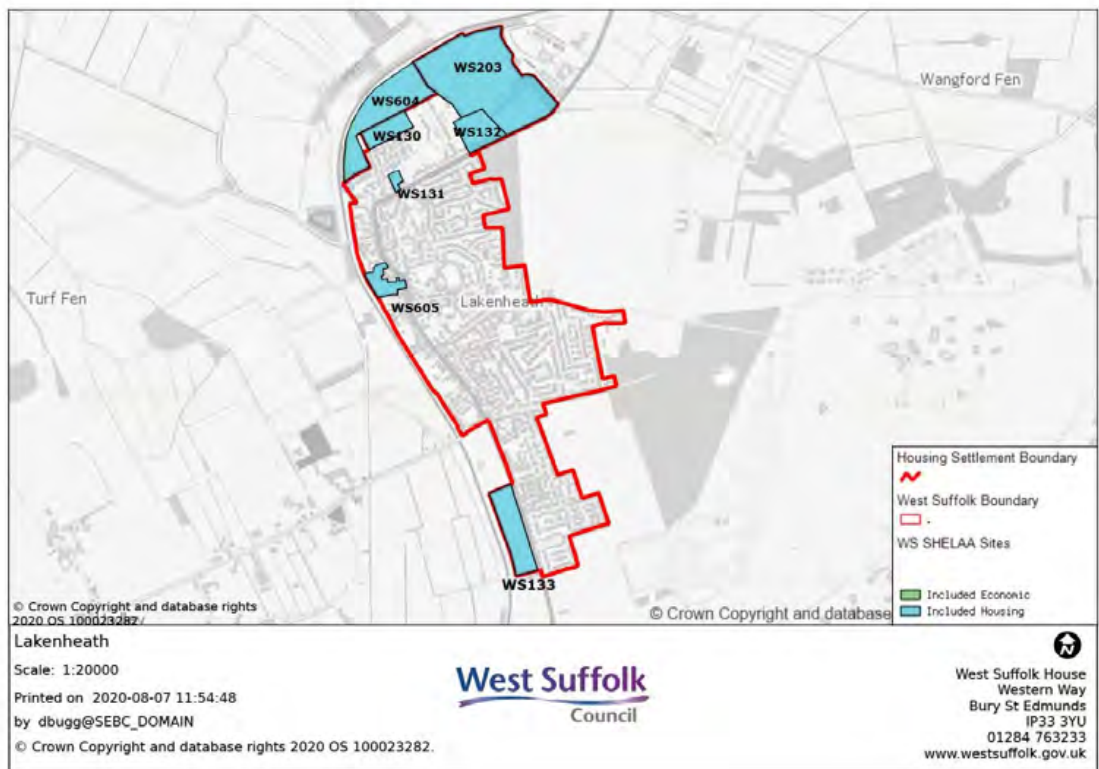 WS203
Wangford Fen
WS604
WS130
WS132
WS131
Turf Fen
WS605
Lakenheath
WS133
Housing Settlement Boundary
West Suffolk Boundary
-
WS SHELAA Sites
Included Economic
Included Housing
© Crown Copyright and database rights
2020 OS 100023282
© Crown Copyright and database
Lakenheath
Scale: 1:20000
Printed on 2020-08-07 11:54:48
by dbugg@SEBC_DOMAIN
© Crown Copyright and database rights 2020 OS 100023282.
West Suffolk
Council
N
West Suffolk House
Western Way
Bury St Edmunds
IP33 3YU
01284 763233
www.westsuffolk.gov.uk